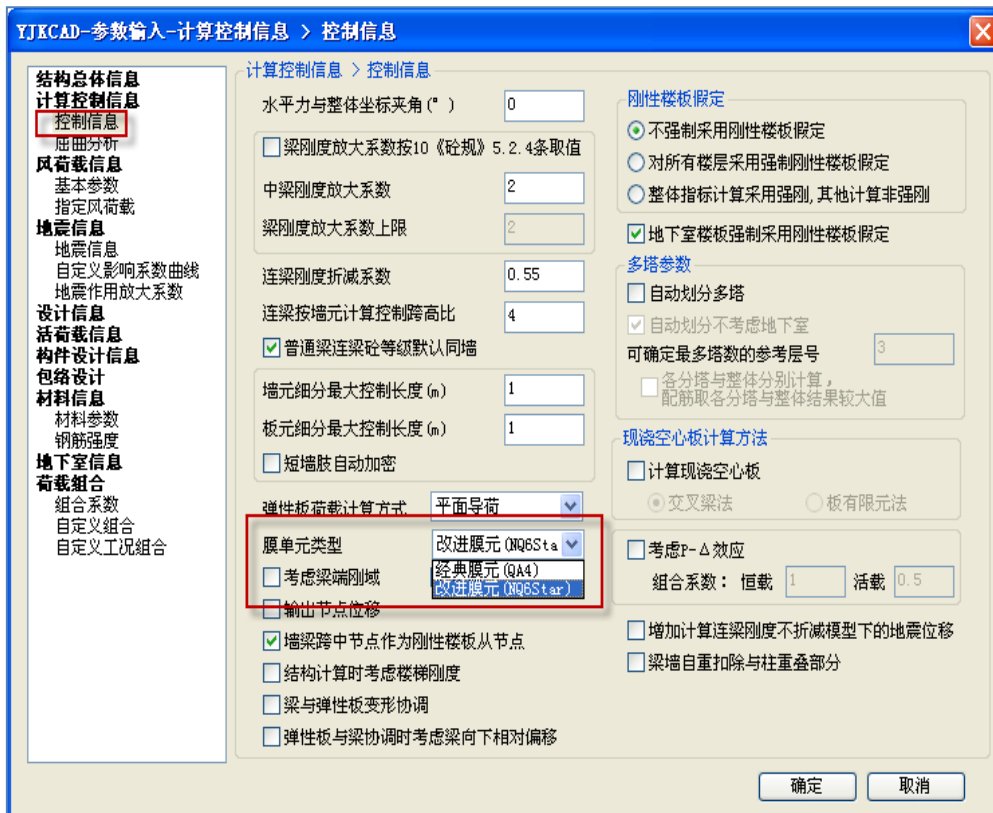 YJKCAD-参数输入-计算控制信息 > 控制信息
结构总体信息
计算控制信息
控制信息
屈曲分析
风荷载信息
基本参数
指定风荷载
地震信息
地震信息
自定义影响系数曲线
地震作用放大系数
设计信息
活荷载信息
构件设计信息
包络设计
材料信息
材料参数
钢筋强度
地下室信息
荷载组合
组合系数
自定义组合
自定义工况组合
计算控制信息 > 控制信息
水平力与整体坐标夹角(°) 0
梁刚度放大系数按10《砼规》5.2.4条取值
中梁刚度放大系数 2
梁刚度放大系数上限 2
连梁刚度折减系数 0.55
连梁按墙元计算控制跨高比 4
普通梁连梁砼等级默认同墙
墙元细分最大控制长度(m) 1
板元细分最大控制长度(m) 1
短墙肢自动加密
弹性板荷载计算方式 平面导荷
膜单元类型 改进膜元(NQ6Sta
经典膜元(QA4)
改进膜元(NQ6Star)
考虑梁端刚域
输出节点位移
墙梁跨中节点作为刚性楼板从节点
结构计算时考虑楼梯刚度
梁与弹性板变形协调
弹性板与梁协调时考虑梁向下相对偏移
刚性楼板假定
不强制采用刚性楼板假定
对所有楼层采用强制刚性楼板假定
整体指标计算采用强刚,其他计算非强刚
地下室楼板强制采用刚性楼板假定
多塔参数
自动划分多塔
自动划分不考虑地下室
可确定最多塔数的参考层号 3
各分塔与整体分别计算,
配筋取各分塔与整体结果较大值
现浇空心板计算方法
计算现浇空心板
交叉梁法 板有限元法
考虑P-Δ效应
组合系数: 恒载 1 活载 0.5
增加计算连梁刚度不折减模型下的地震位移
梁墙自重扣除与柱重叠部分
确定 取消